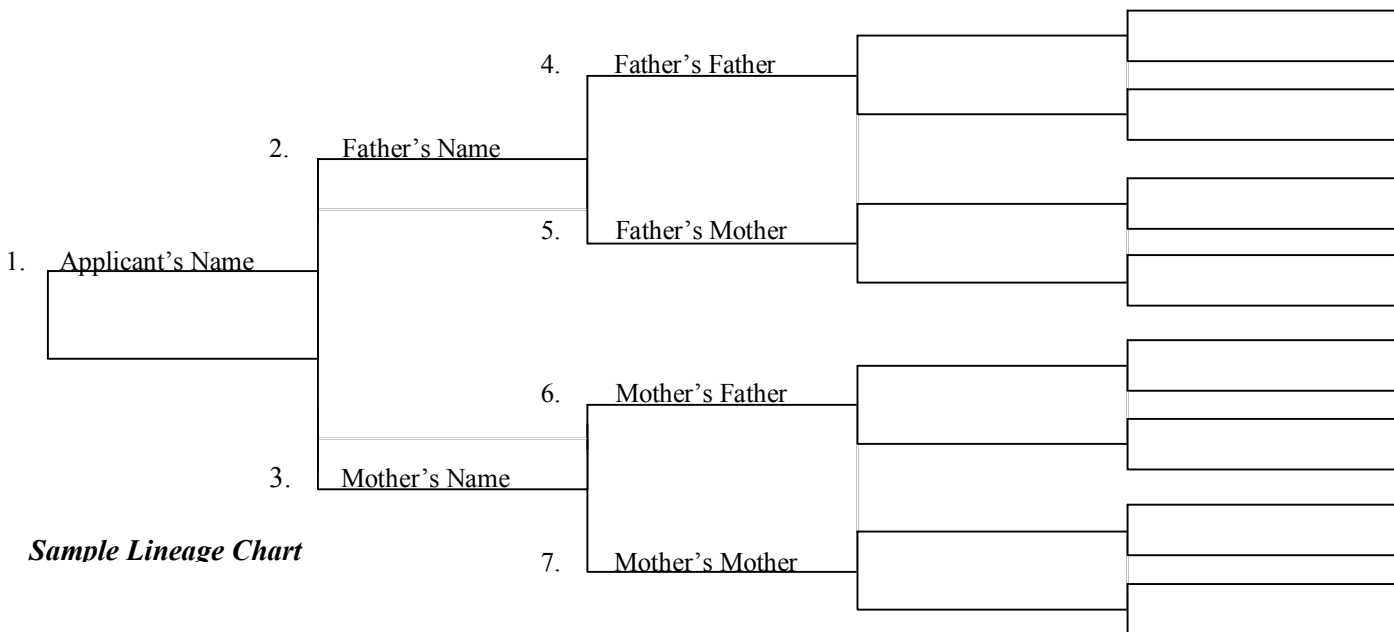 4. Father’s Father
2. Father’s Name
5. Father’s Mother
1. Applicant’s Name
6. Mother’s Father
3. Mother’s Name
Sample Lineage Chart
7. Mother’s Mother